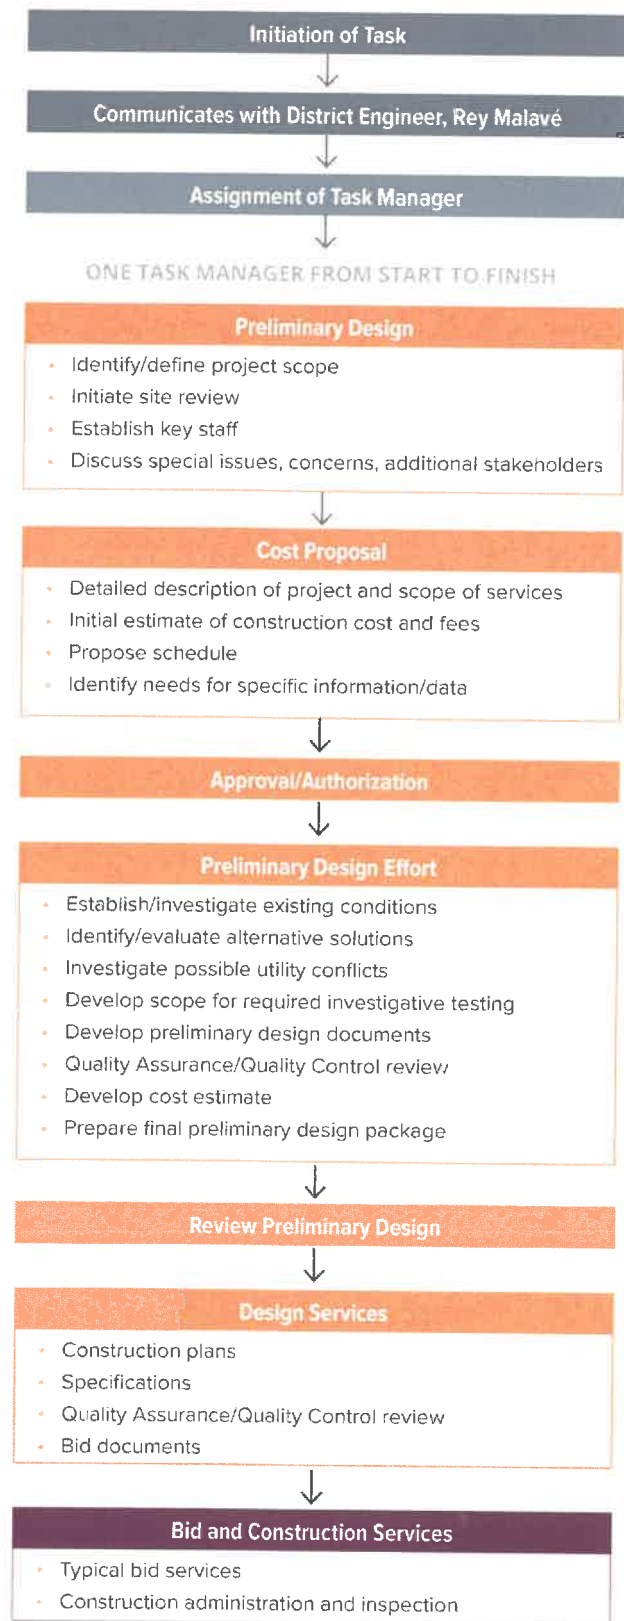 Initiation of Task
Communicates with District Engineer, Rey Malavé
Assignment of Task Manager
ONE TASK MANAGER FROM START TO FINISH
Preliminary Design
• Identify/define project scope
• Initiate site review
• Establish key staff
• Discuss special issues, concerns, additional stakeholders
Cost Proposal
• Detailed description of project and scope of services
• Initial estimate of construction cost and fees
• Propose schedule
• Identify needs for specific information/data
Approval/Authorization
Preliminary Design Effort
• Establish/investigate existing conditions
• Identify/evaluate alternative solutions
• Investigate possible utility conflicts
• Develop scope for required investigative testing
• Develop preliminary design documents
• Quality Assurance/Quality Control review
• Develop cost estimate
• Prepare final preliminary design package
Review Preliminary Design
Design Services
• Construction plans
• Specifications
• Quality Assurance/Quality Control review
• Bid documents
Bid and Construction Services
• Typical bid services
• Construction administration and inspection